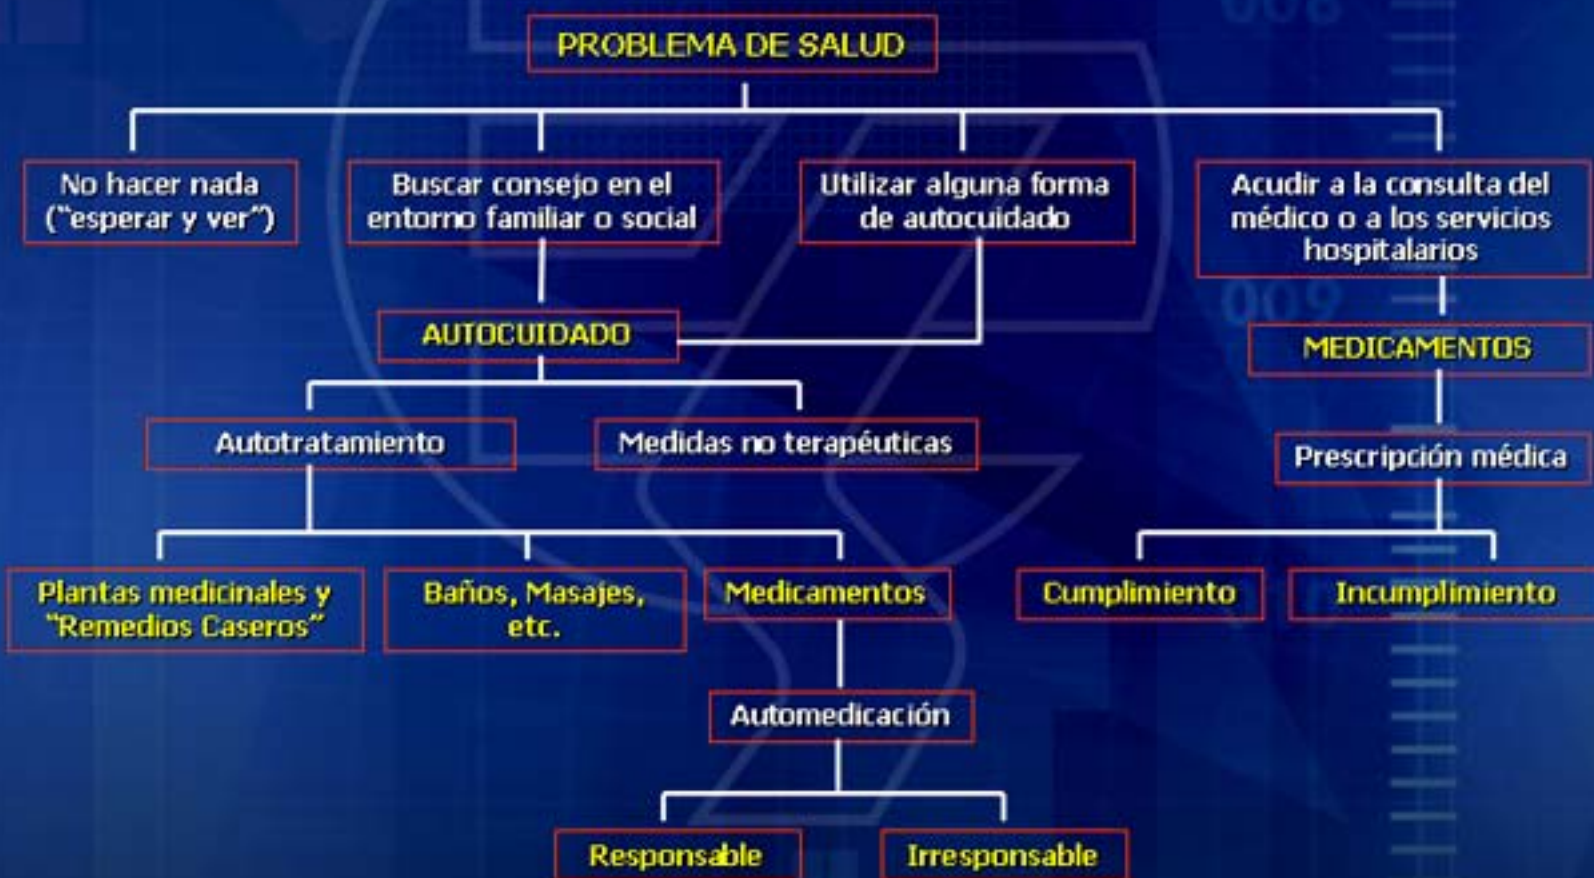 008
PROBLEMA DE SALUD
No hacer nada
("esperar y ver")
Buscar consejo en el
entorno familiar o social
Utilizar alguna forma
de autocuidado
Acudir a la consulta del
médico o a los servicios
hospitalarios
009
AUTOCUIDADO
MEDICAMENTOS
Autotratamiento
Medidas no terapéuticas
Prescripción médica
Plantas medicinales y
"Remedios Caseros"
Baños, Masajes,
etc.
Medicamentos
Cumplimiento
Incumplimiento
Automedicación
Responsable
Irresponsable